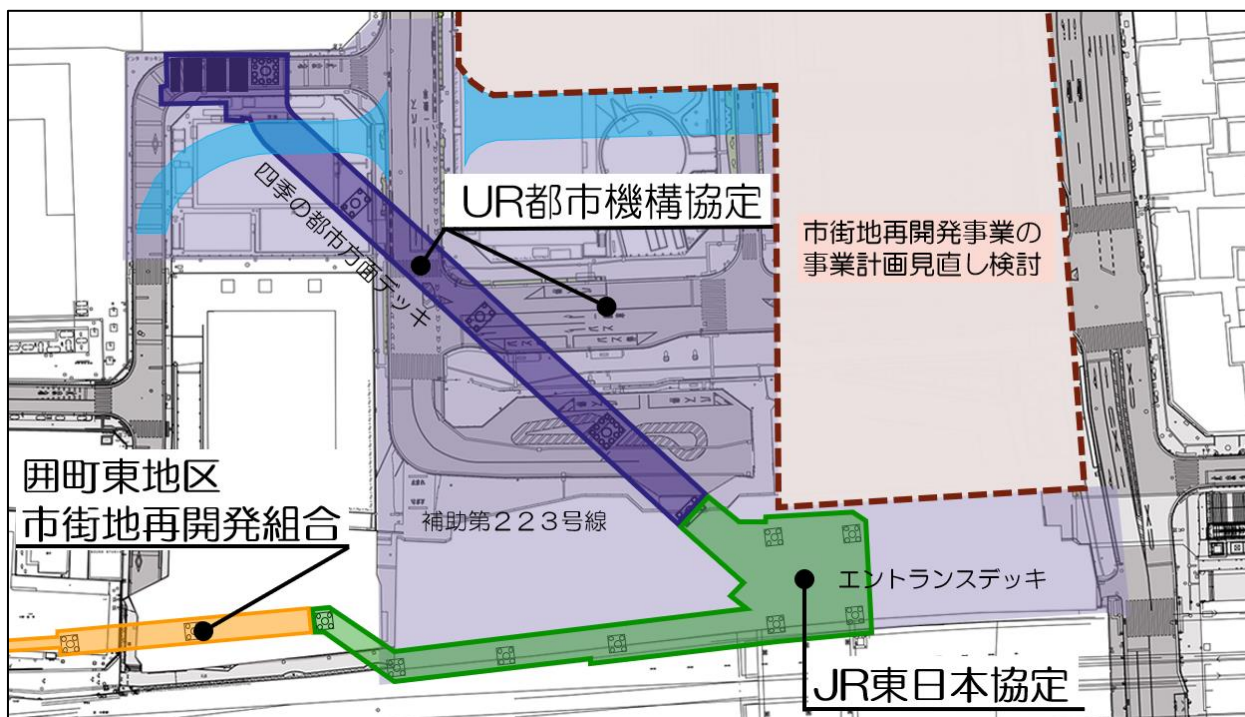 UR都市機構協定
四季の都市方面デッキ
市街地再開発事業の
事業計画見直し検討
囲町東地区
市街地再開発組合
補助第223号線
エントランスデッキ
JR東日本協定